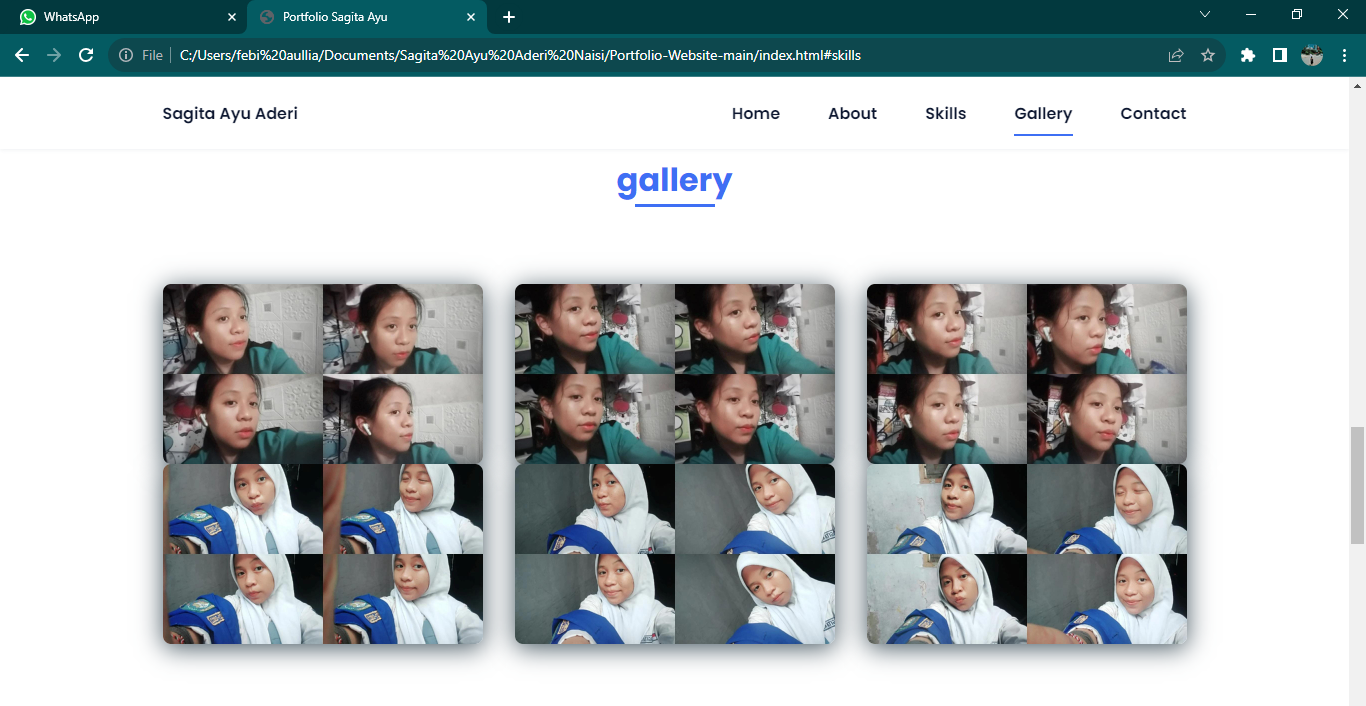 WhatsApp
Portfolio Sagita Ayu
File
C:/Users/febi%20aullia/Documents/Sagita%20Ayu%20Aderi%20Naisi/Portfolio-Website-main/index.html#skills
Sagita Ayu Aderi
Home About Skills Gallery Contact
gallery